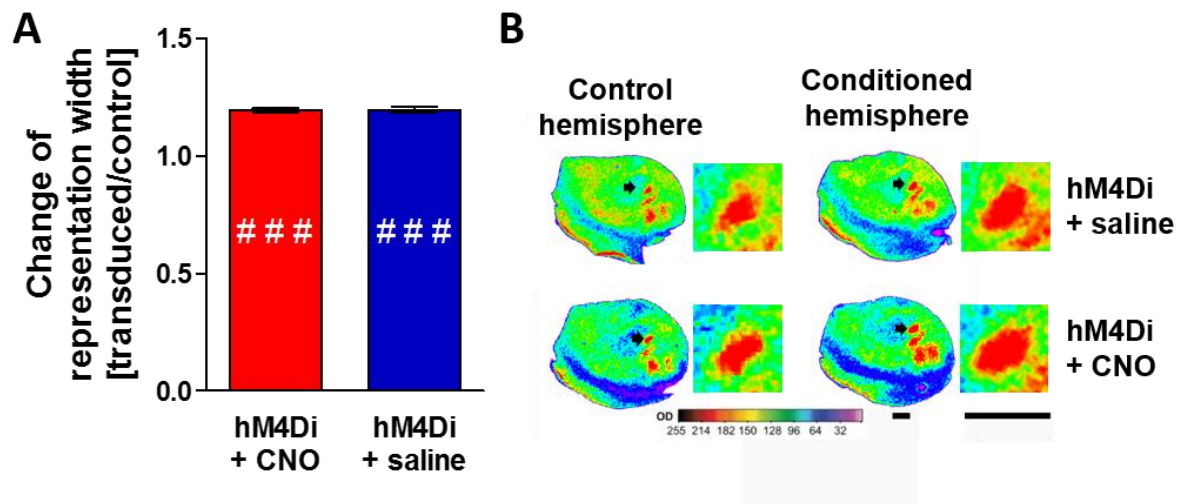 A
Change of
representation width
[transduced/control]
1.5
1.0
0.5
0.0
# # #
# # #
hM4Di
+ CNO
hM4Di
+ saline
B
Control
hemisphere
Conditioned
hemisphere
hM4Di
+ saline
hM4Di
+ CNO
OD
255 214 182 150 128 96 64 32